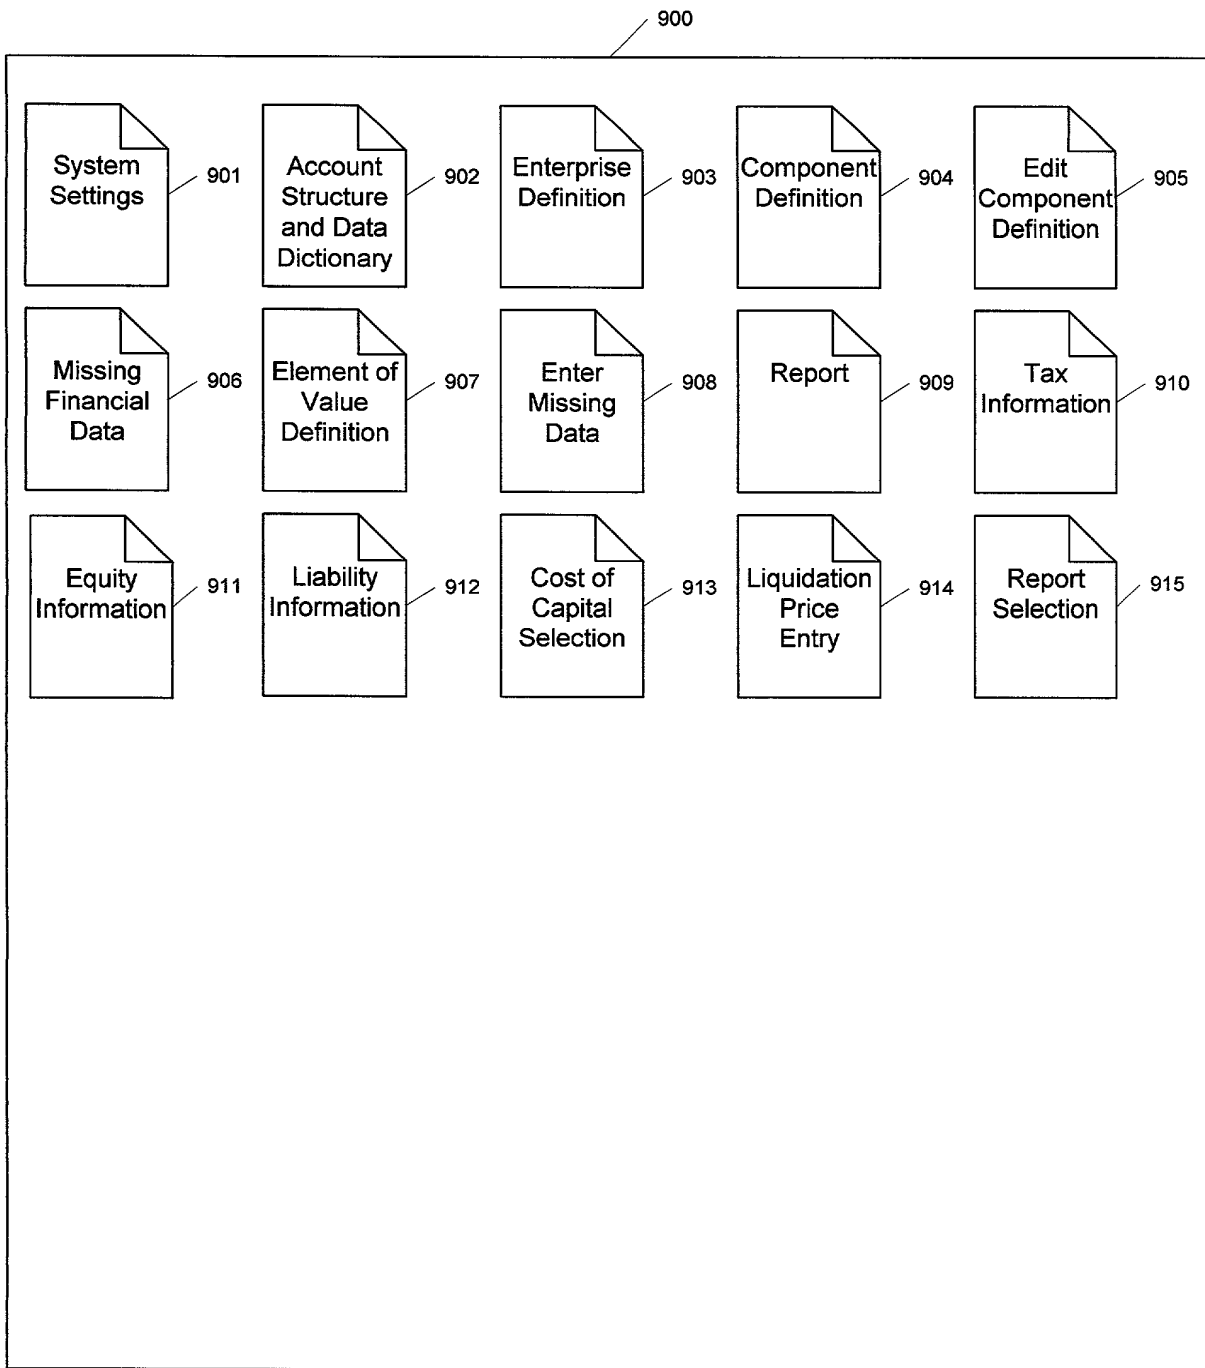 900
System
Settings
901
Account
Structure
and Data
Dictionary
902
Enterprise
Definition
903
Component
Definition
904
Edit
Component
Definition
905
Missing
Financial
Data
906
Element of
Value
Definition
907
Enter
Missing
Data
908
Report
909
Tax
Information
910
Equity
Information
911
Liability
Information
912
Cost of
Capital
Selection
913
Liquidation
Price
Entry
914
Report
Selection
915